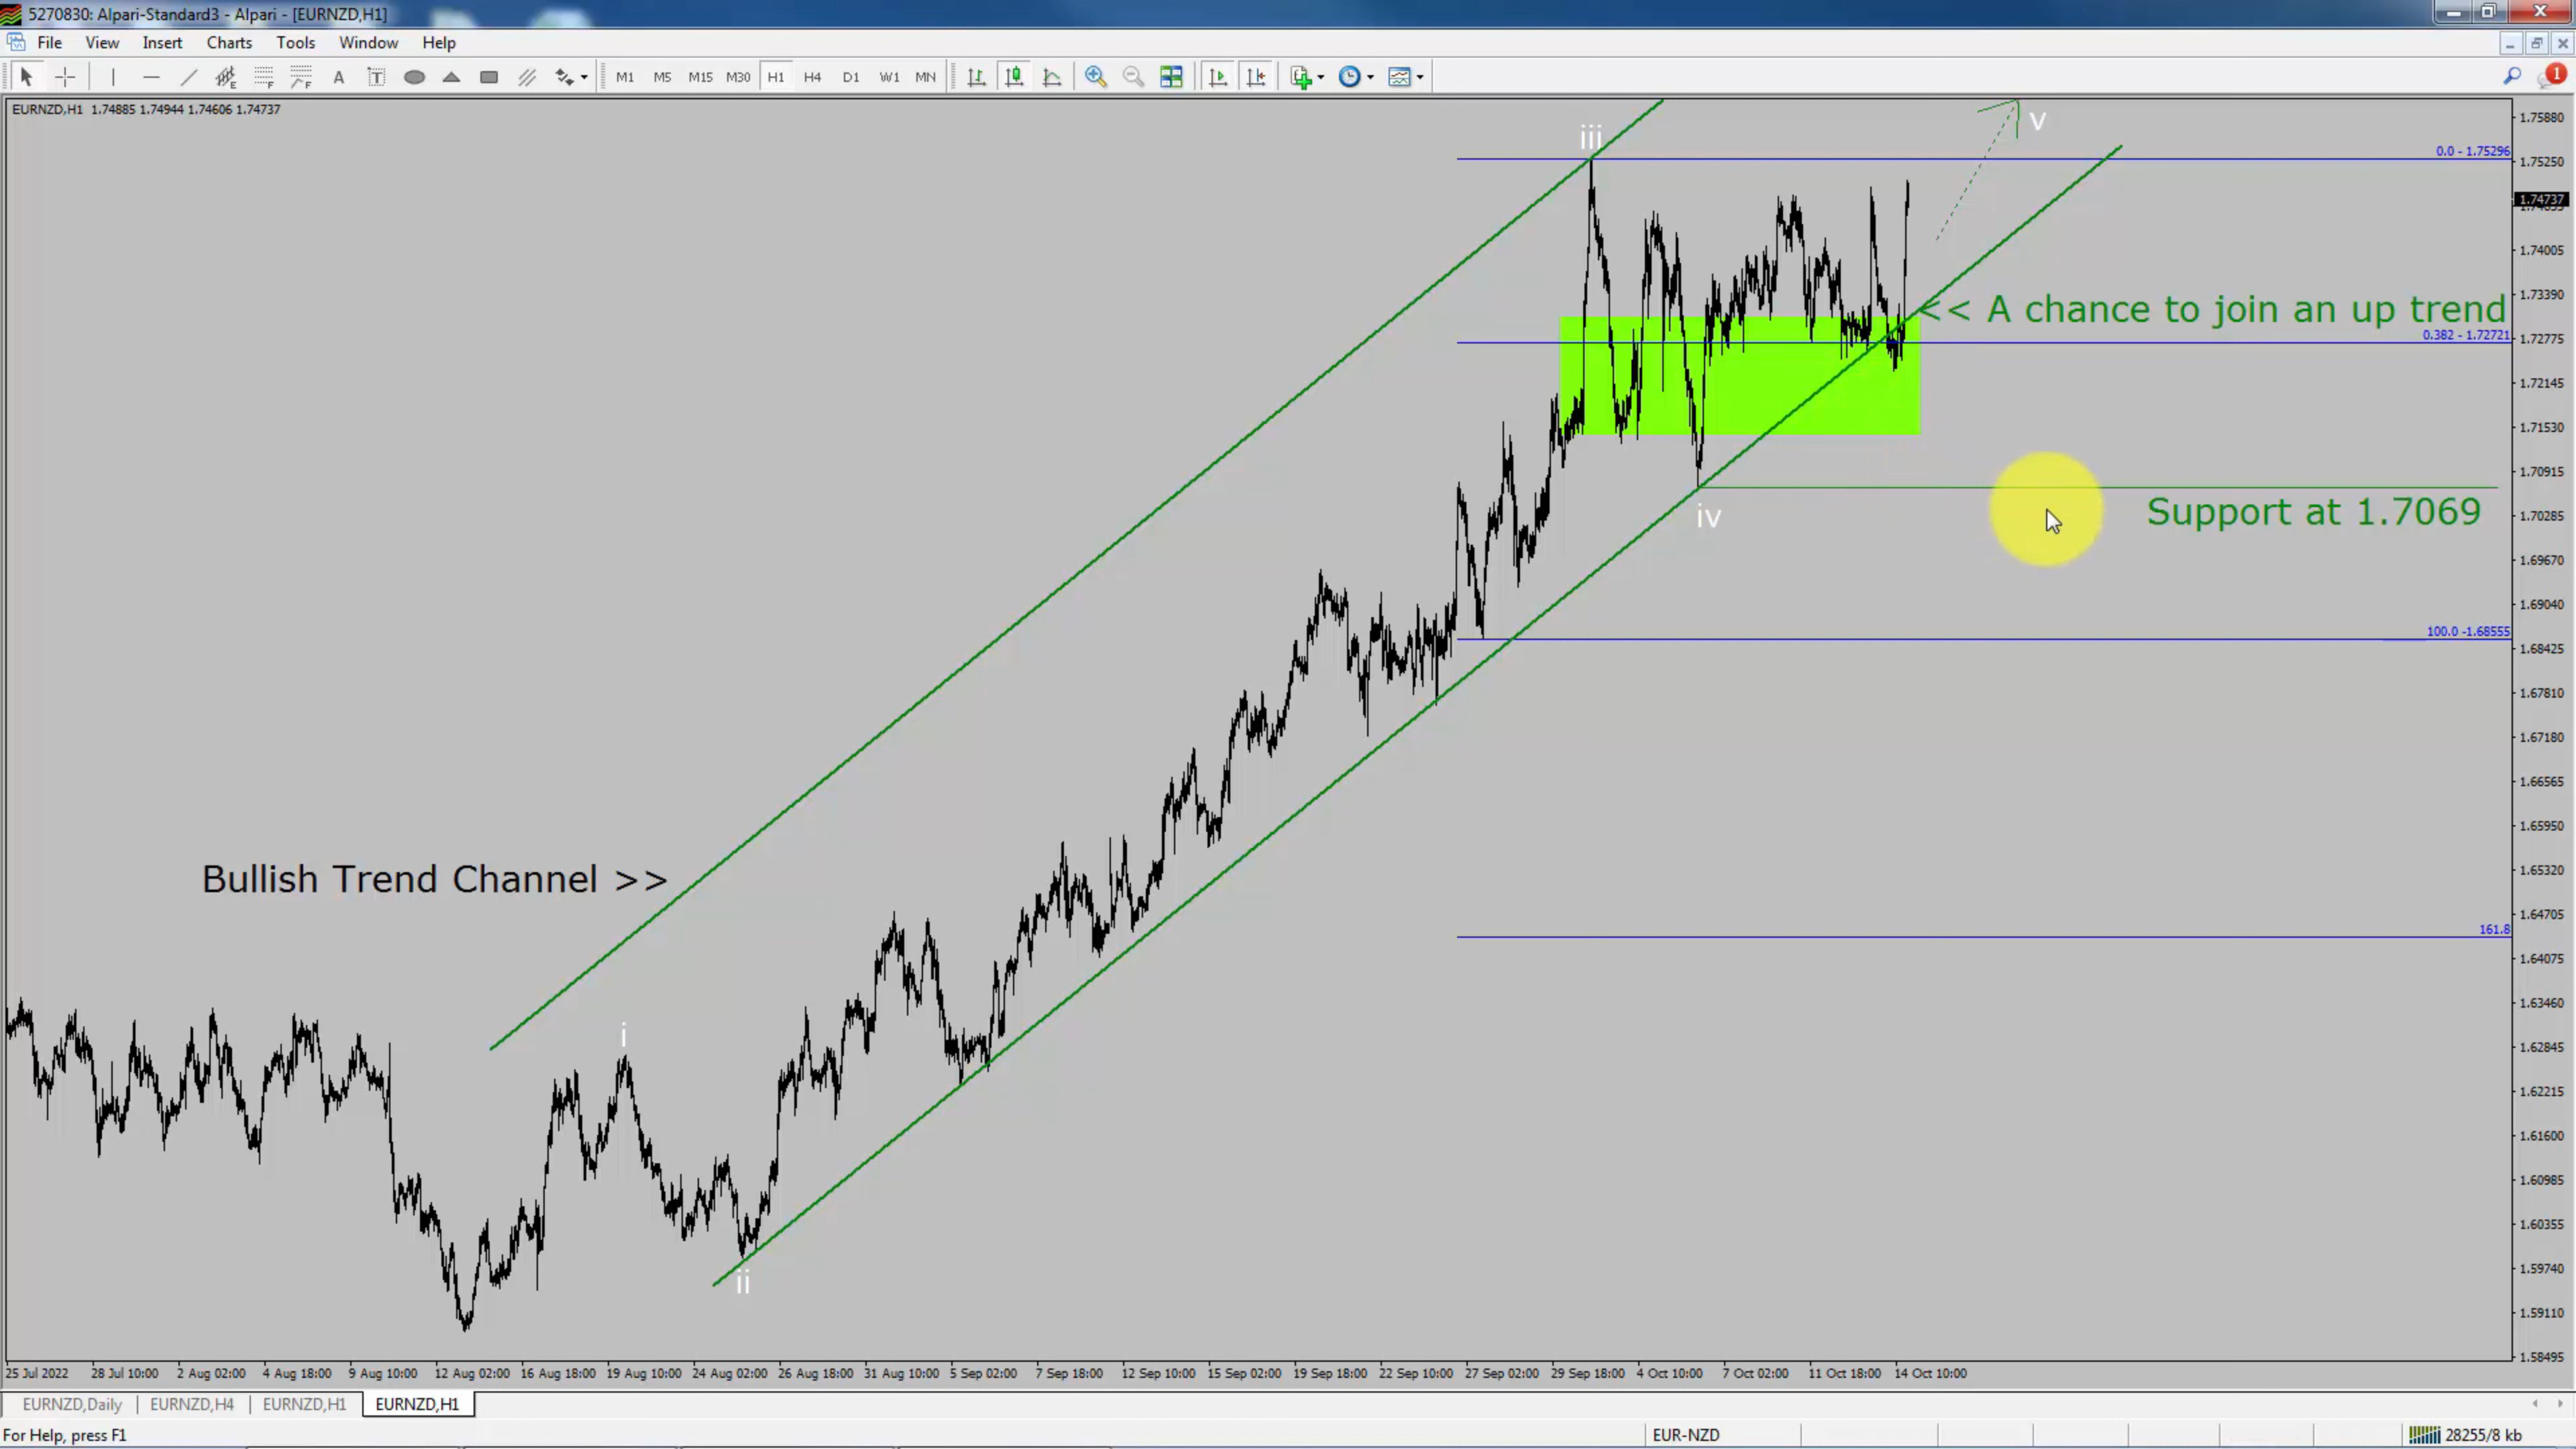 5270830: Alpari-Standard3 - Alpari - [EURNZD,H1]
File View Insert Charts Tools Window Help
A T M1 M5 M15 M30 H1 H4 D1 W1 MN 1
EURNZD,H1 1.74885 1.74944 1.74606 1.74737
iii
v
0.0 - 1.75296
<< A chance to join an up trend
0.382 - 1.72721
iv
Support at 1.7069
100.0 -1.68555
Bullish Trend Channel >>
161.8
i
ii
1.75880
1.75250
1.74737
1.74005
1.73390
1.72775
1.72145
1.71530
1.70915
1.70285
1.69670
1.69040
1.68425
1.67810
1.67180
1.66565
1.65950
1.65320
1.64705
1.64075
1.63460
1.62845
1.62215
1.61600
1.60985
1.60355
1.59740
1.59110
1.58495
25 Jul 2022 28 Jul 10:00 2 Aug 02:00 4 Aug 18:00 9 Aug 10:00 12 Aug 02:00 16 Aug 18:00 19 Aug 10:00 24 Aug 02:00 26 Aug 18:00 31 Aug 10:00 5 Sep 02:00 7 Sep 18:00 12 Sep 10:00 15 Sep 02:00 19 Sep 18:00 22 Sep 10:00 27 Sep 02:00 29 Sep 18:00 4 Oct 10:00 7 Oct 02:00 11 Oct 18:00 14 Oct 10:00
EURNZD,Daily EURNZD,H4 EURNZD,H1 EURNZD,H1
For Help, press F1 EUR-NZD 28255/8 kb